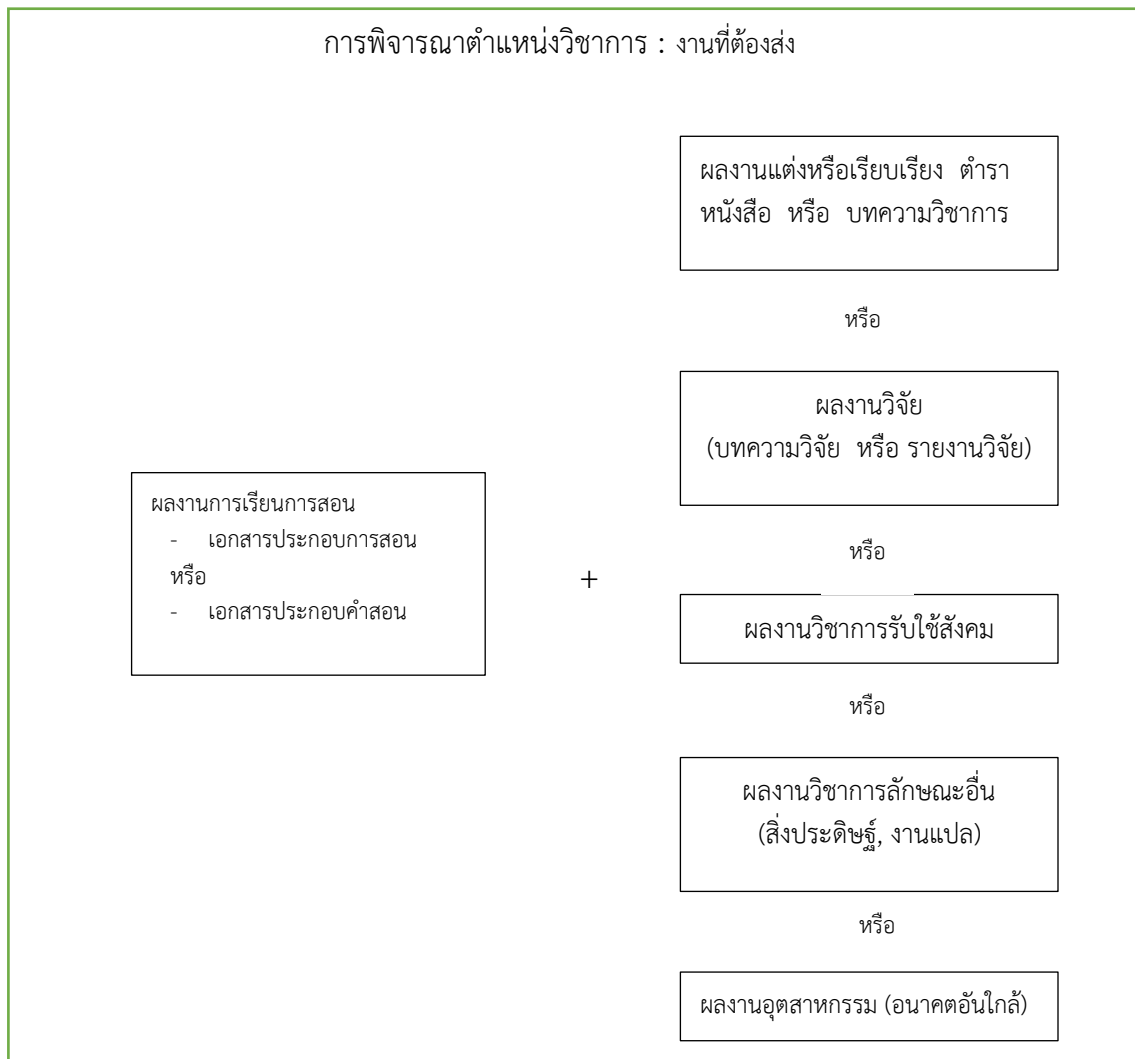 การพิจารณาตำแหน่งวิชาการ : งานที่ต้องส่ง
ผลงานแต่งหรือเรียบเรียง ตำรา
หนังสือ หรือ บทความวิชาการ
หรือ
ผลงานวิจัย
(บทความวิจัย หรือ รายงานวิจัย)
ผลงานการเรียนการสอน
- เอกสารประกอบการสอน
หรือ
- เอกสารประกอบคำสอน
+
หรือ
ผลงานวิชาการรับใช้สังคม
หรือ
ผลงานวิชาการลักษณะอื่น
(สิ่งประดิษฐ์, งานแปล)
หรือ
ผลงานอุตสาหกรรม (อนาคตอันใกล้)